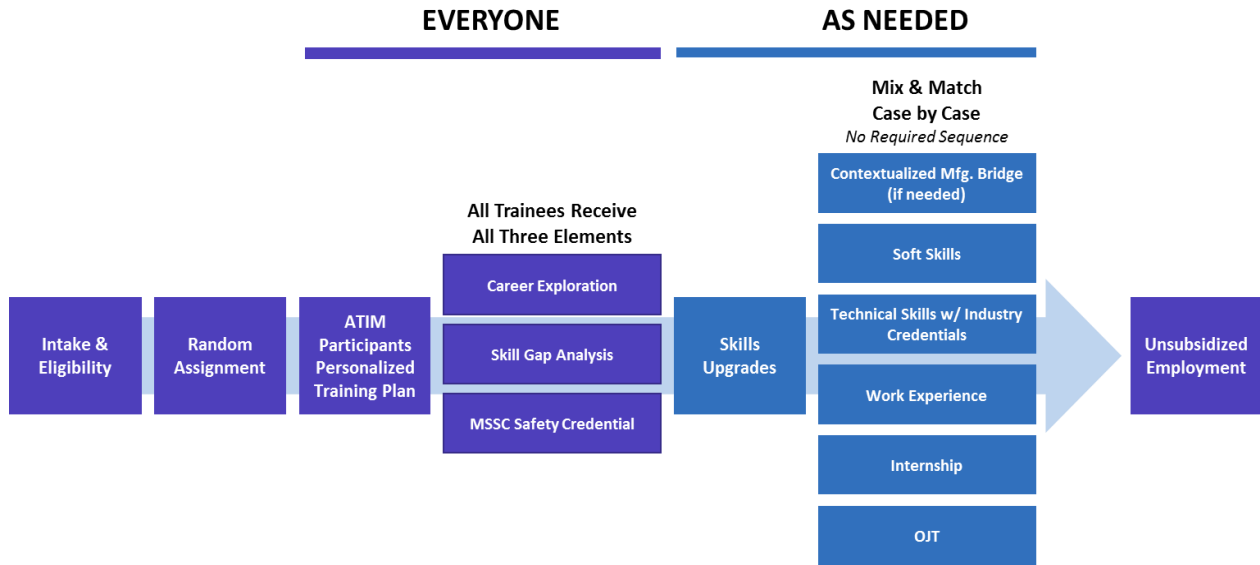 EVERYONE
AS NEEDED
Mix & Match
Case by Case
No Required Sequence
All Trainees Receive
All Three Elements
Intake &
Eligibility
Random
Assignment
ATIM
Participants
Personalized
Training Plan
Career Exploration
Skill Gap Analysis
MSSC Safety Credential
Skills
Upgrades
Contextualized Mfg. Bridge
(if needed)
Soft Skills
Technical Skills w/ Industry
Credentials
Work Experience
Internship
OJT
Unsubsidized
Employment